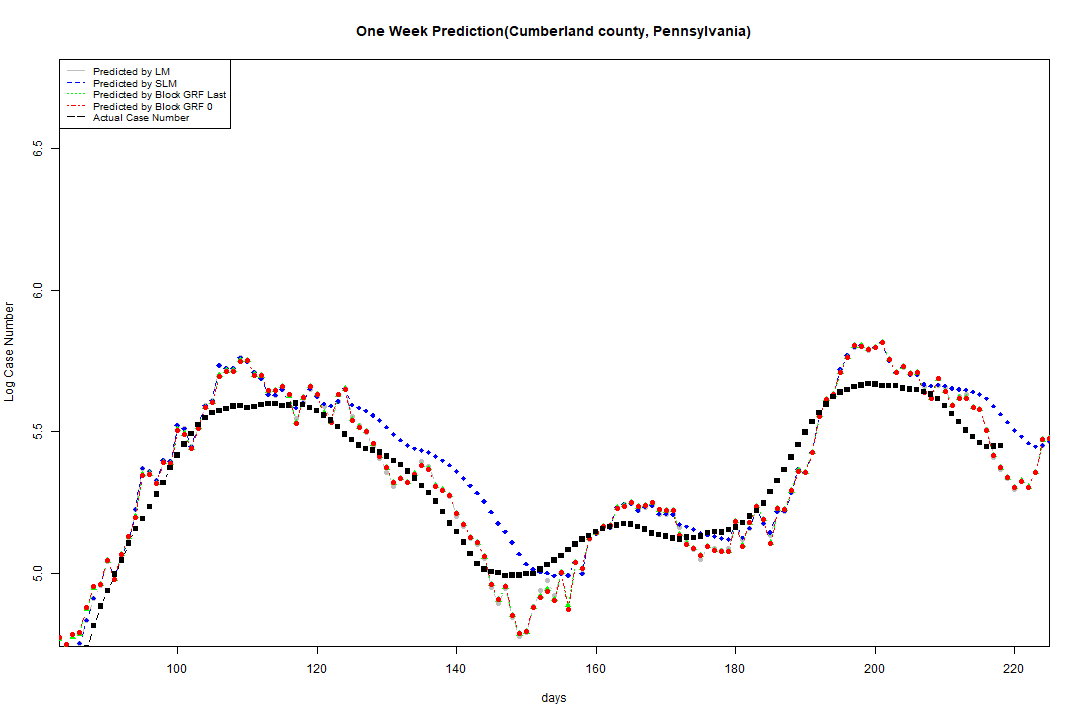 One Week Prediction(Cumberland county, Pennsylvania)
Predicted by LM
Predicted by SLM
Predicted by Block GRF Last
Predicted by Block GRF 0
Actual Case Number
Log Case Number
6.5
6.0
5.5
5.0
100 120 140 160 180 200 220
days